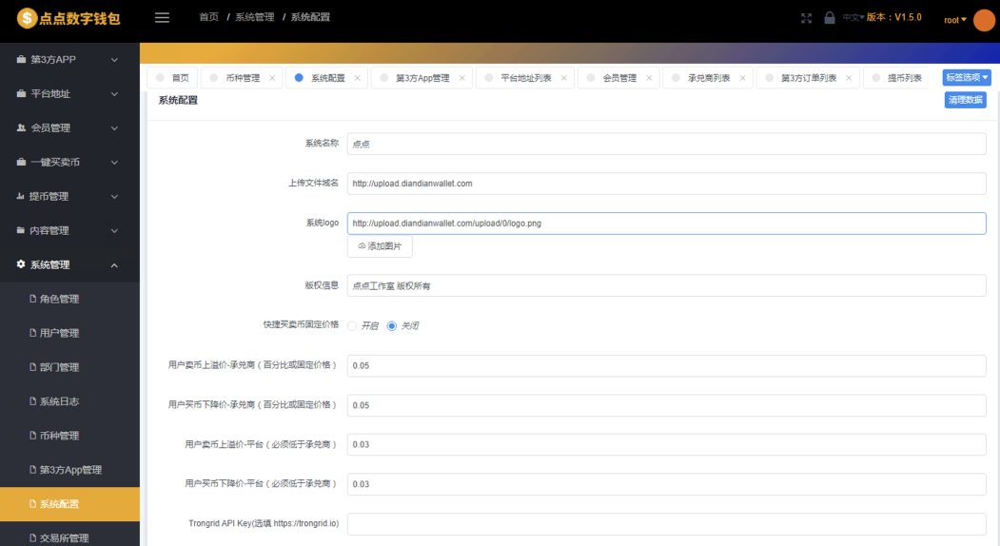 点点数字钱包
首页 / 系统管理 / 系统配置
中文 版本：V1.5.0 root
第3方APP
平台地址
会员管理
一键买卖币
提币管理
内容管理
系统管理
角色管理
用户管理
部门管理
系统日志
币种管理
第3方App管理
系统配置
交易所管理
首页 币种管理 × 系统配置 × 第3方App管理 × 平台地址列表 × 会员管理 × 承兑商列表 × 第3方订单列表 × 提币列表 标签选项
系统配置 清理数据
系统名称 点点
上传文件域名 http://upload.diandianwallet.com
系统logo http://upload.diandianwallet.com/upload/0/logo.png
添加图片
版权信息 点点工作室 版权所有
快捷买卖币固定价格 开启 关闭
用户卖币上溢价-承兑商（百分比或固定价格） 0.05
用户买币下降价-承兑商（百分比或固定价格） 0.05
用户卖币上溢价-平台（必须低于承兑商） 0.03
用户买币下降价-平台（必须低于承兑商） 0.03
Trongrid API Key(选填 https://trongrid.io)